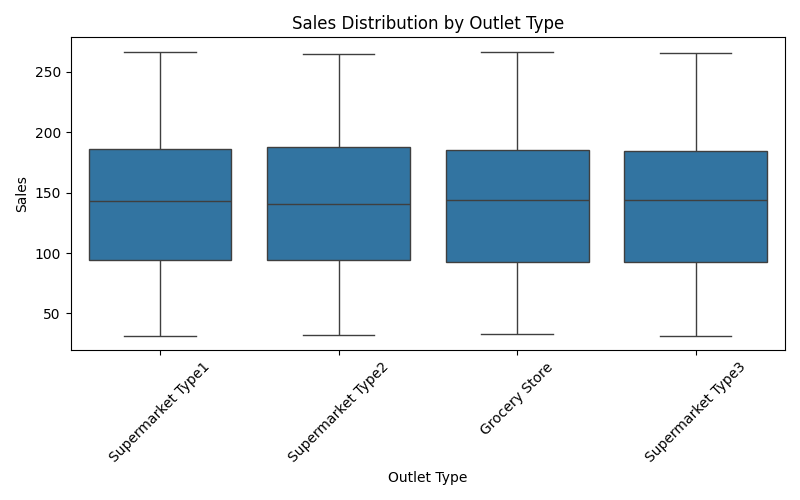 Sales Distribution by Outlet Type
Sales
250
200
150
100
50
Supermarket Type1
Supermarket Type2
Grocery Store
Supermarket Type3
Outlet Type